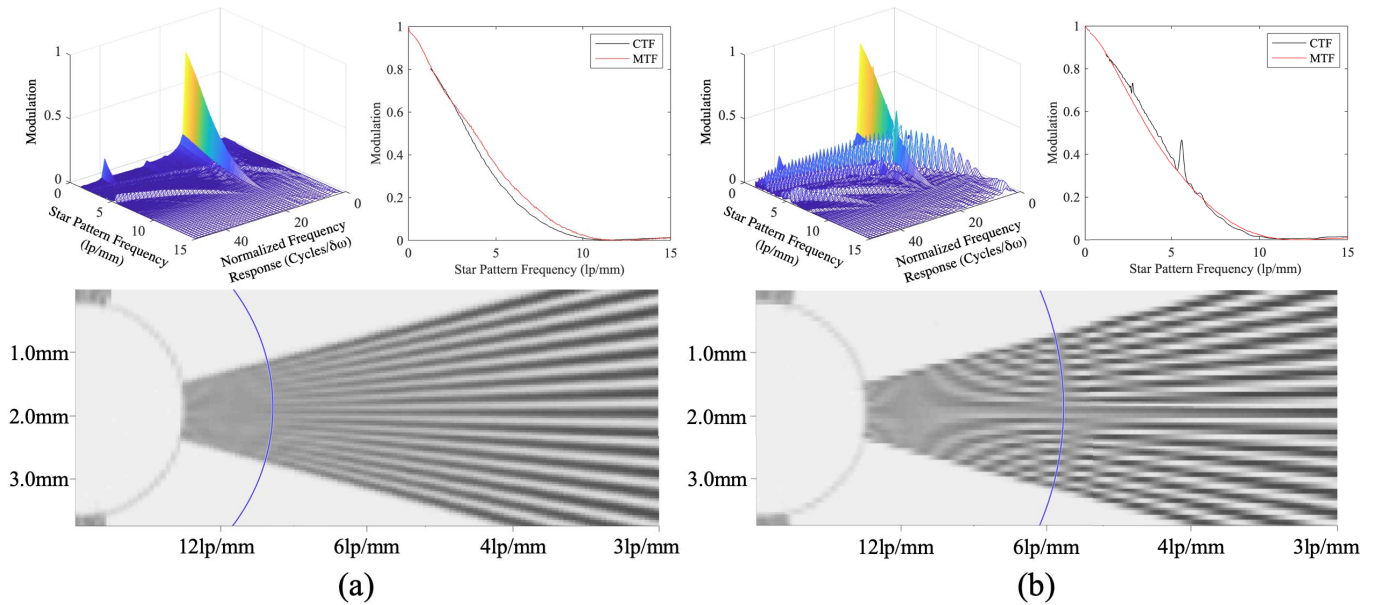 1
0.5
0
0
5
10
15
Star Pattern Frequency
(lp/mm)
0
20
40
Normalized Frequency
Response (Cycles/δω)
Modulation
1
0.8
0.6
0.4
0.2
0
0
5
10
15
Modulation
Star Pattern Frequency (lp/mm)
CTF
MTF
1
0.5
0
0
5
10
15
Star Pattern Frequency
(lp/mm)
0
20
40
Normalized Frequency
Response (Cycles/δω)
Modulation
1
0.8
0.6
0.4
0.2
0
0
5
10
15
Modulation
Star Pattern Frequency (lp/mm)
CTF
MTF
1.0mm
2.0mm
3.0mm
12lp/mm
6lp/mm
4lp/mm
3lp/mm
(a)
1.0mm
2.0mm
3.0mm
12lp/mm
6lp/mm
4lp/mm
3lp/mm
(b)